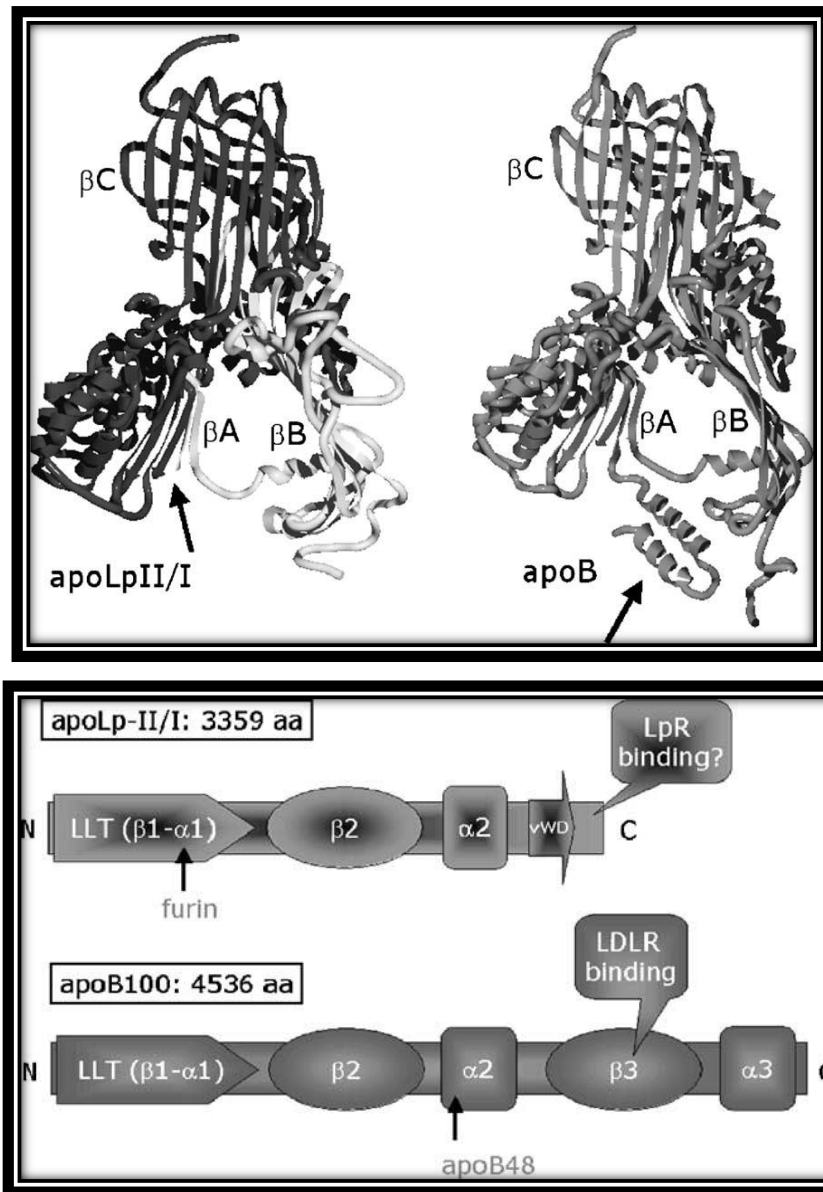 βC
βC
βA
βB
βA
βB
apoLpII/I
apoB
apoLp-II/I: 3359 aa
LpR
binding?
N
LLT (β1-α1)
β2
α2
vWD
C
furin
LDLR
binding
apoB100: 4536 aa
N
LLT (β1-α1)
β2
α2
β3
α3
apoB48